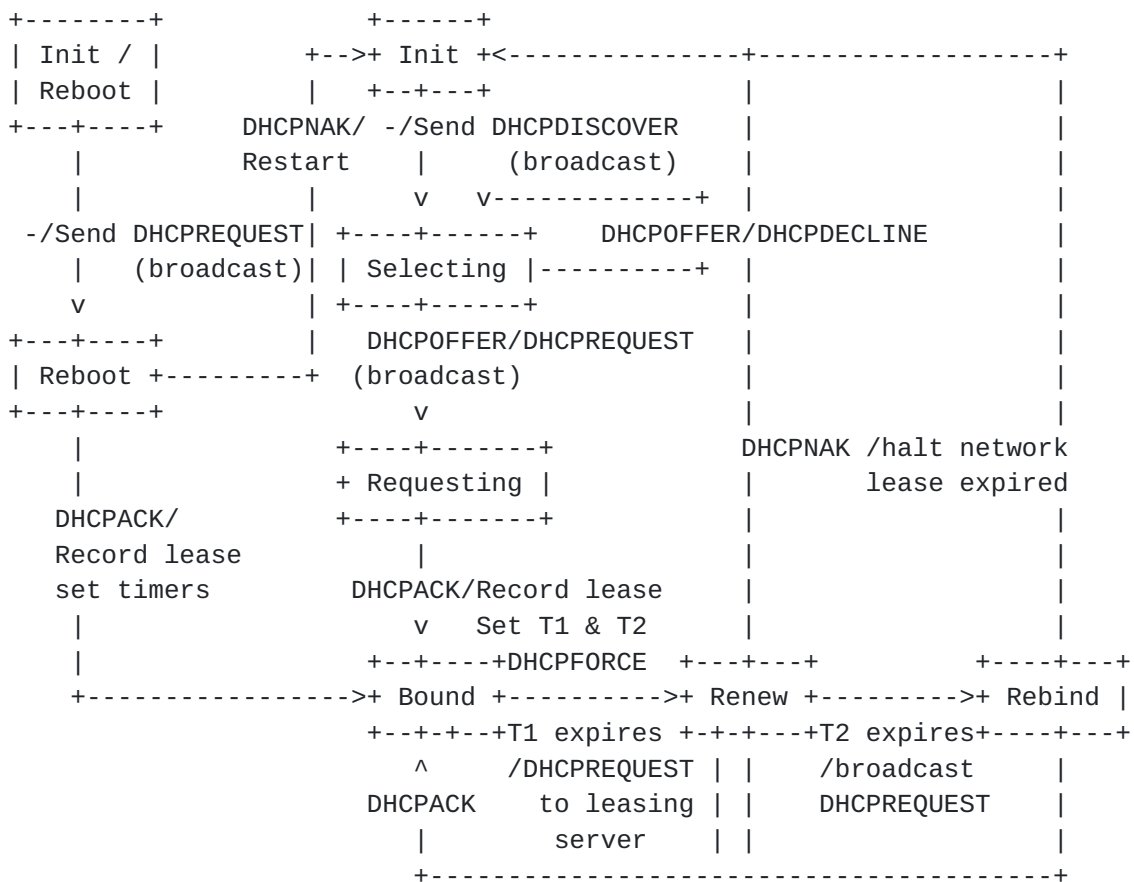 +--------+             +------+
| Init / |         +-->+ Init +<---------------+-------------------+
| Reboot |         |   +--+---+                |                   |
+---+----+     DHCPNAK/ -/Send DHCPDISCOVER    |                   |
    |          Restart    |     (broadcast)    |                   |
    |              |      v   v-------------+  |                   |
 -/Send DHCPREQUEST| +----+------+    DHCPOFFER/DHCPDECLINE        |
    |   (broadcast)| | Selecting |----------+  |                   |
    v              | +----+------+             |                   |
+---+----+         |   DHCPOFFER/DHCPREQUEST   |                   |
| Reboot +---------+  (broadcast)              |                   |
+---+----+                v                    |                   |
    |                +----+-------+            DHCPNAK /halt network
    |                + Requesting |            |       lease expired
   DHCPACK/          +----+-------+            |                   |
   Record lease           |                    |                   |
   set timers         DHCPACK/Record lease     |                   |
    |                     v   Set T1 & T2      |                   |
    |                  +--+----+DHCPFORCE  +---+---+          +----+---+
    +----------------->+ Bound +---------->+ Renew +--------->+ Rebind |
                       +--+-+--+T1 expires +-+-+---+T2 expires+----+---+
                          ^     /DHCPREQUEST | |    /broadcast     |
                       DHCPACK    to leasing | |    DHCPREQUEST    |
                          |        server    | |                   |
                          +----------------------------------------+